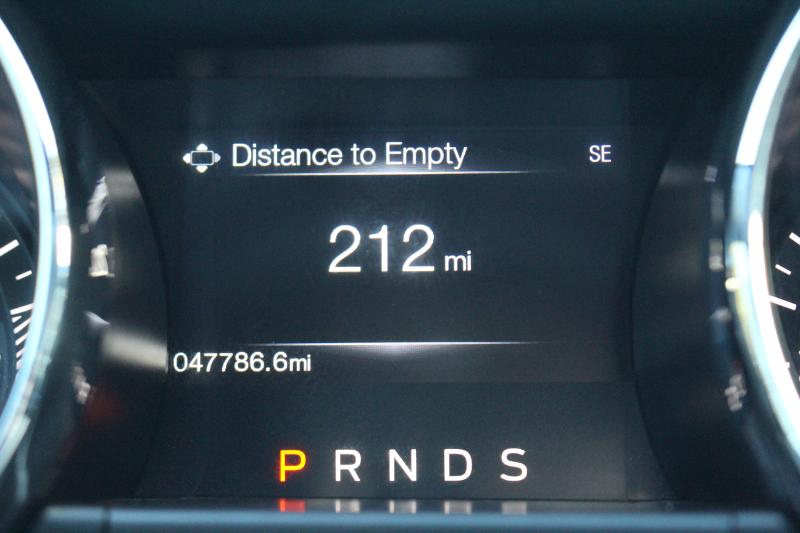 Distance to Empty SE
212 mi
047786.6mi
P R N D S